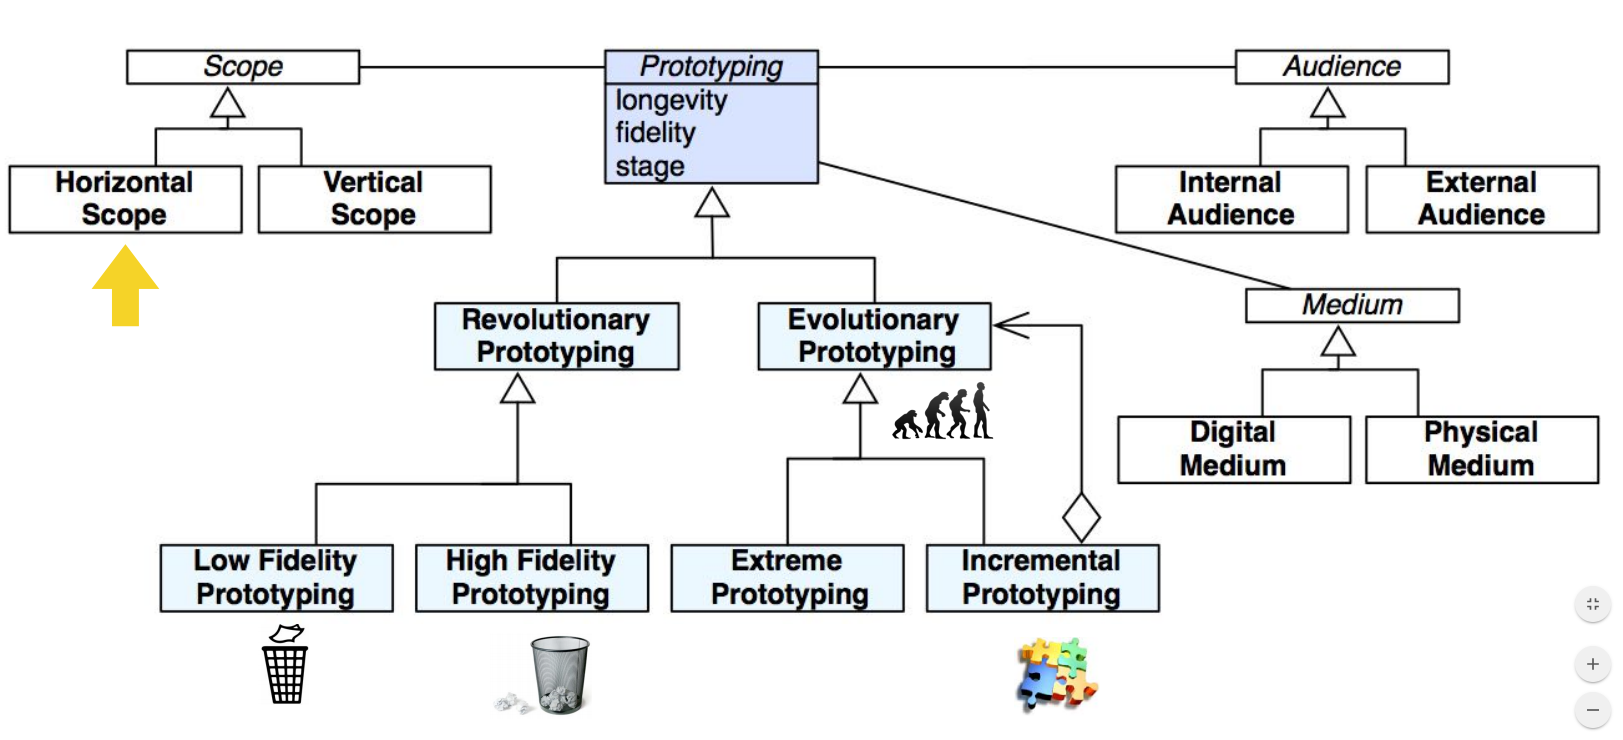 Scope
Prototyping
Audience
longevity
fidelity
stage
Horizontal
Scope
Vertical
Scope
Internal
Audience
External
Audience
Medium
Revolutionary
Prototyping
Evolutionary
Prototyping
Digital
Medium
Physical
Medium
Low Fidelity
Prototyping
High Fidelity
Prototyping
Extreme
Prototyping
Incremental
Prototyping